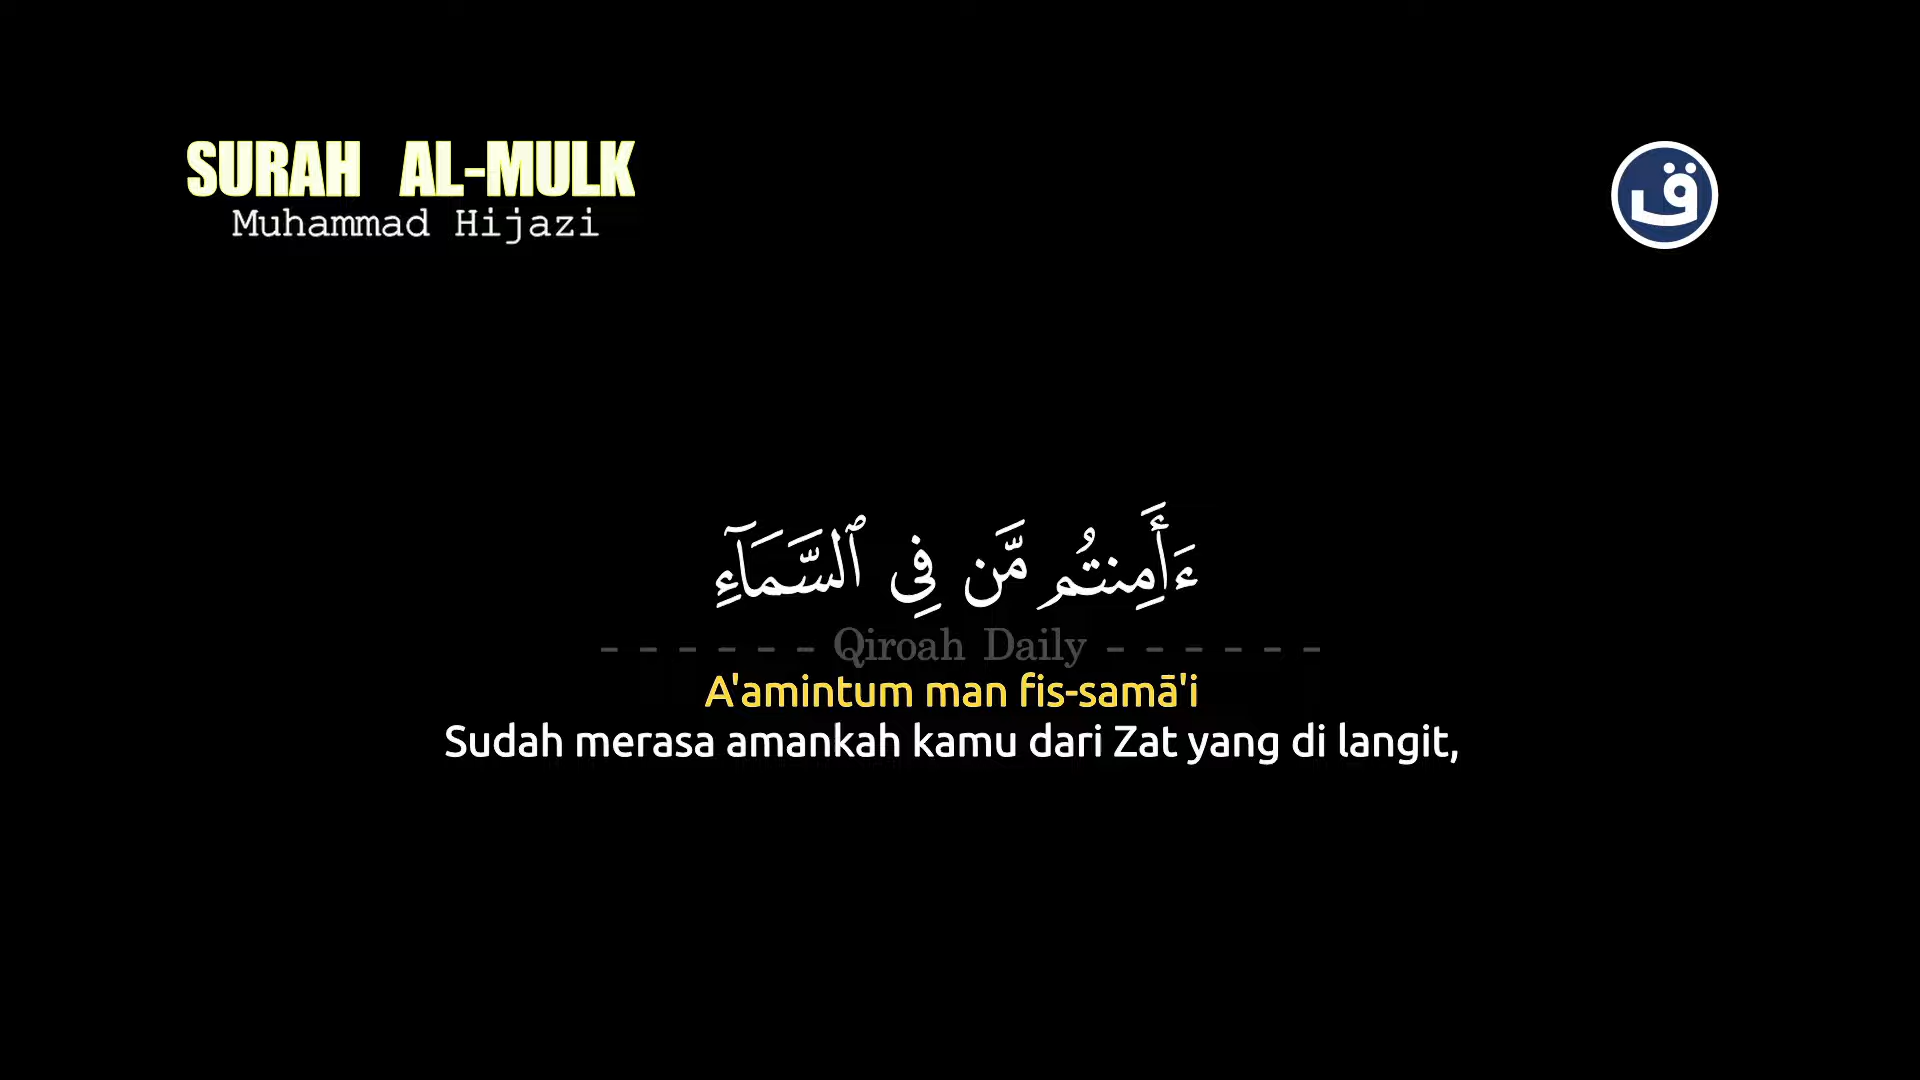 SURAH AL-MULK
Muhammad Hijazi
ق
ءَأَمِنتُم مَّن فِى ٱلسَّمَآءِ
- - - - - - Qiroah Daily - - - - - -
A'amintum man fis-samā'i
Sudah merasa amankah kamu dari Zat yang di langit,